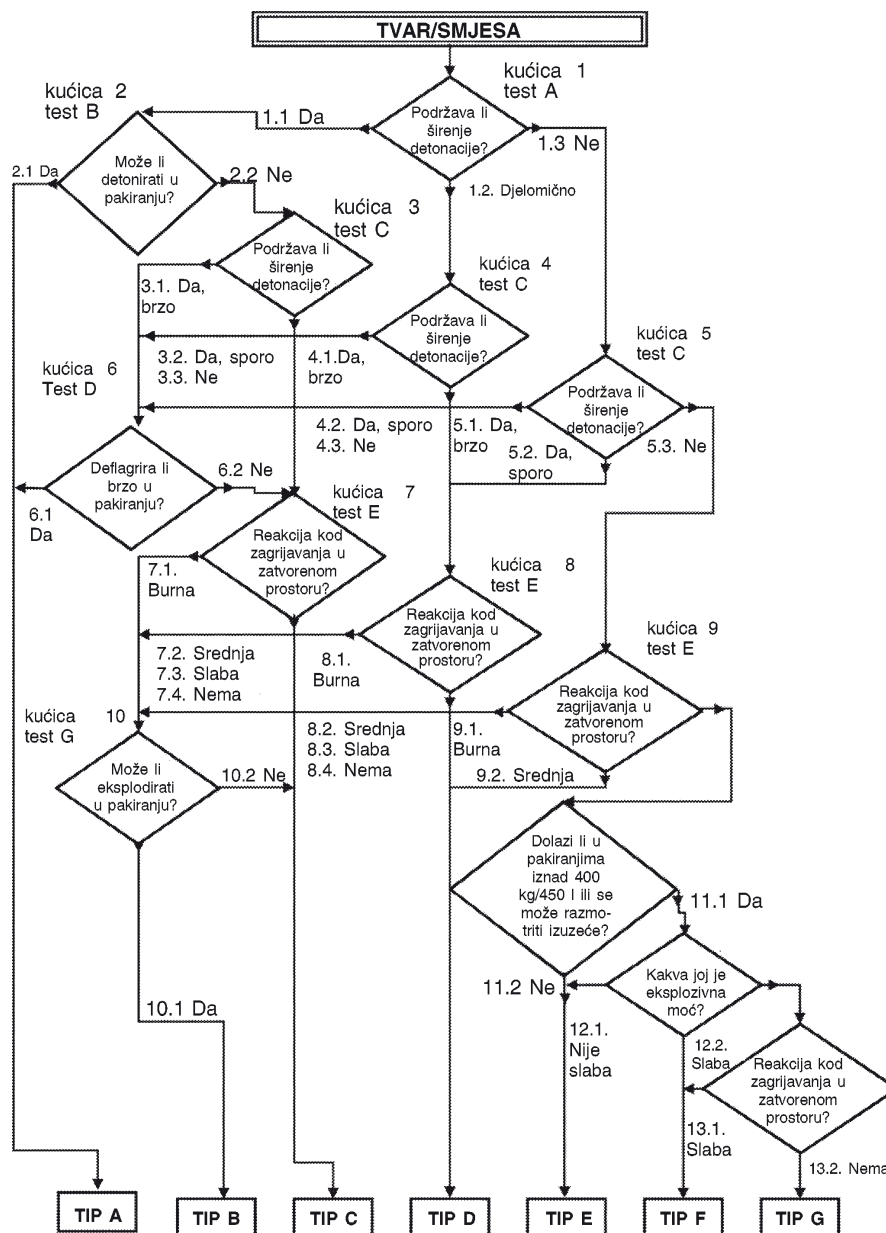 TVAR/SMJESA
kućica 1
test A
Podržava li
širenje
detonacije?
1.1 Da
1.3 Ne
1.2. Djelomično
kućica 2
test B
Može li
detonirati u
pakiranju?
2.1 Da
2.2 Ne
kućica 3
test C
Podržava li
širenje
detonacije?
3.1. Da,
brzo
kućica 4
test C
Podržava li
širenje
detonacije?
3.2. Da, sporo
3.3. Ne
4.1.Da,
brzo
kućica 5
test C
Podržava li
širenje
detonacije?
4.2. Da, sporo
4.3. Ne
5.1. Da,
brzo
5.2. Da,
sporo
5.3. Ne
kućica 6
Test D
Deflagrira li
brzo u
pakiranju?
6.1
Da
6.2 Ne
kućica 7
test E
Reakcija kod
zagrijavanja u
zatvorenom
prostoru?
7.1.
Burna
kućica 8
test E
Reakcija kod
zagrijavanja u
zatvorenom
prostoru?
7.2. Srednja
7.3. Slaba
7.4. Nema
8.1.
Burna
kućica 9
test E
Reakcija kod
zagrijavanja u
zatvorenom
prostoru?
8.2. Srednja
8.3. Slaba
8.4. Nema
9.1.
Burna
9.2. Srednja
kućica 10
test G
Može li
eksplodirati
u pakiranju?
10.2 Ne
10.1 Da
Dolazi li u
pakiranjima
iznad 400
kg/450 l ili se
može razmo-
triti izuzeće?
11.1 Da
11.2 Ne
Kakva joj je
eksplozivna
moć?
12.1.
Nije
slaba
12.2.
Slaba
Reakcija kod
zagrijavanja u
zatvorenom
prostoru?
13.1.
Slaba
13.2. Nema
TIP A
TIP B
TIP C
TIP D
TIP E
TIP F
TIP G